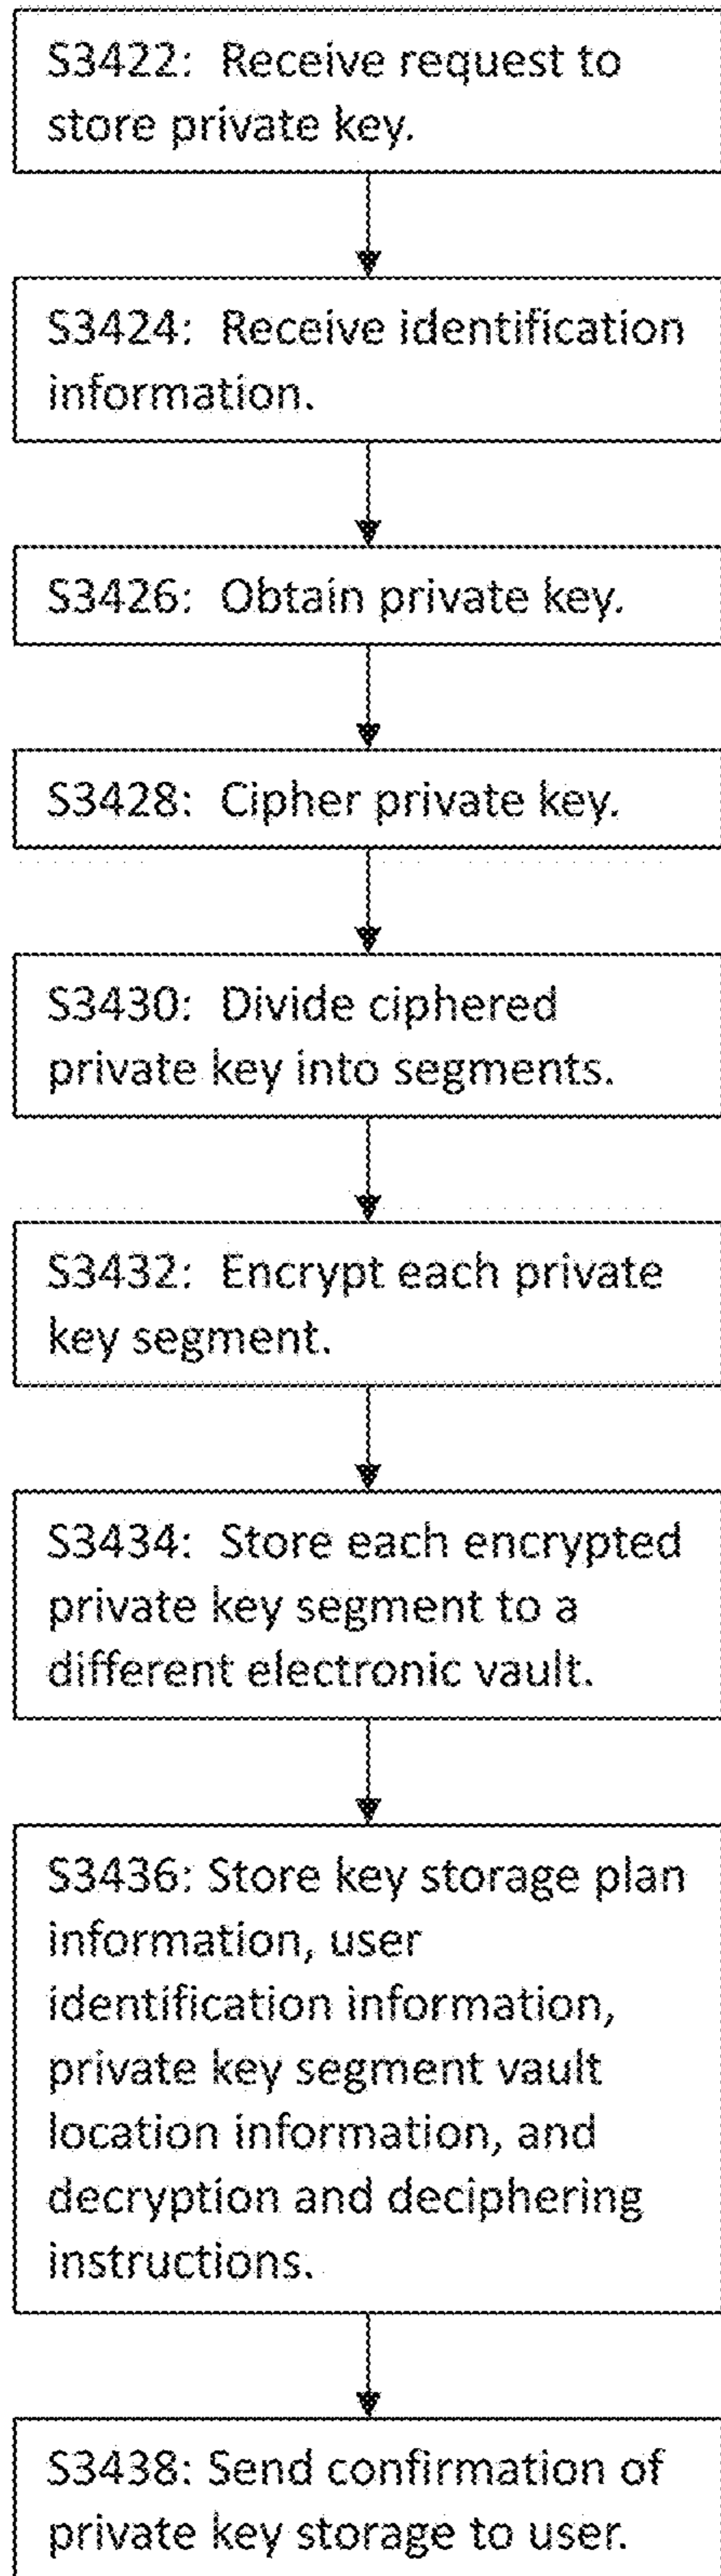 S3422: Receive request to
store private key.
S3424: Receive identification
information.
S3426: Obtain private key.
S3428: Cipher private key.
S3430: Divide ciphered
private key into segments.
S3432: Encrypt each private
key segment.
S3434: Store each encrypted
private key segment to a
different electronic vault.
S3436: Store key storage plan
information, user
identification information,
private key segment vault
location information, and
decryption and deciphering
instructions.
S3438: Send confirmation of
private key storage to user.